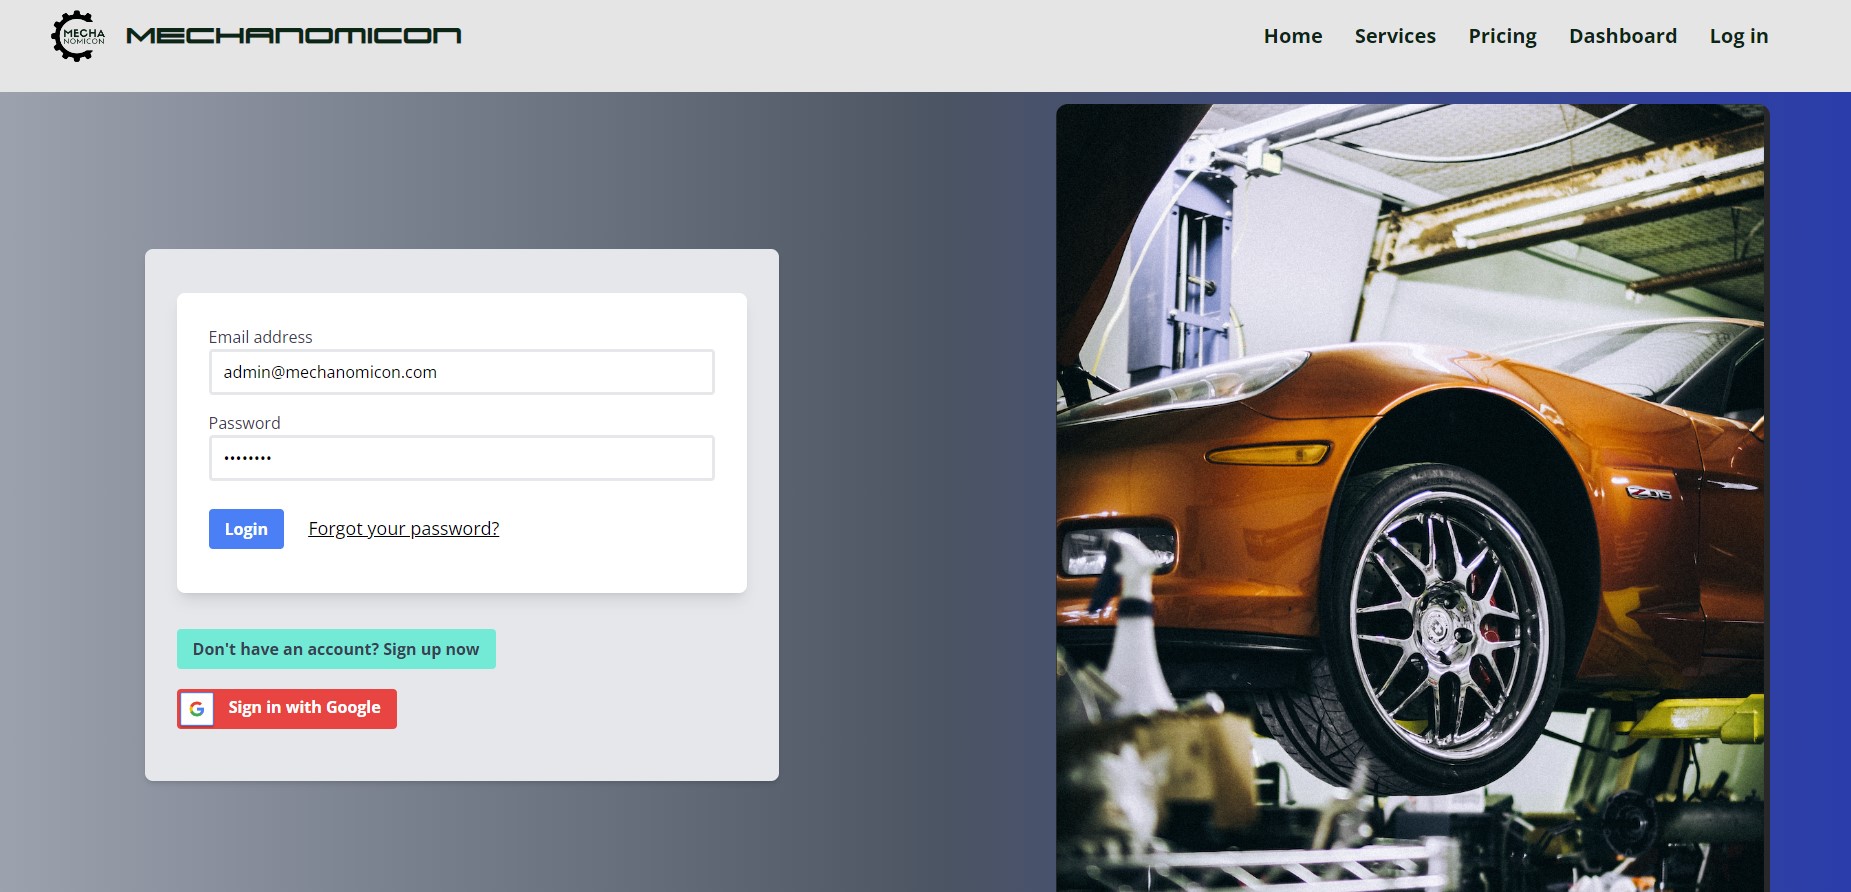 MECHA
NOMICON
MECHANOMICON
Home Services Pricing Dashboard Log in
Email address
admin@mechanomicon.com
Password
••••••••
Login Forgot your password?
Don't have an account? Sign up now
G Sign in with Google
Z06